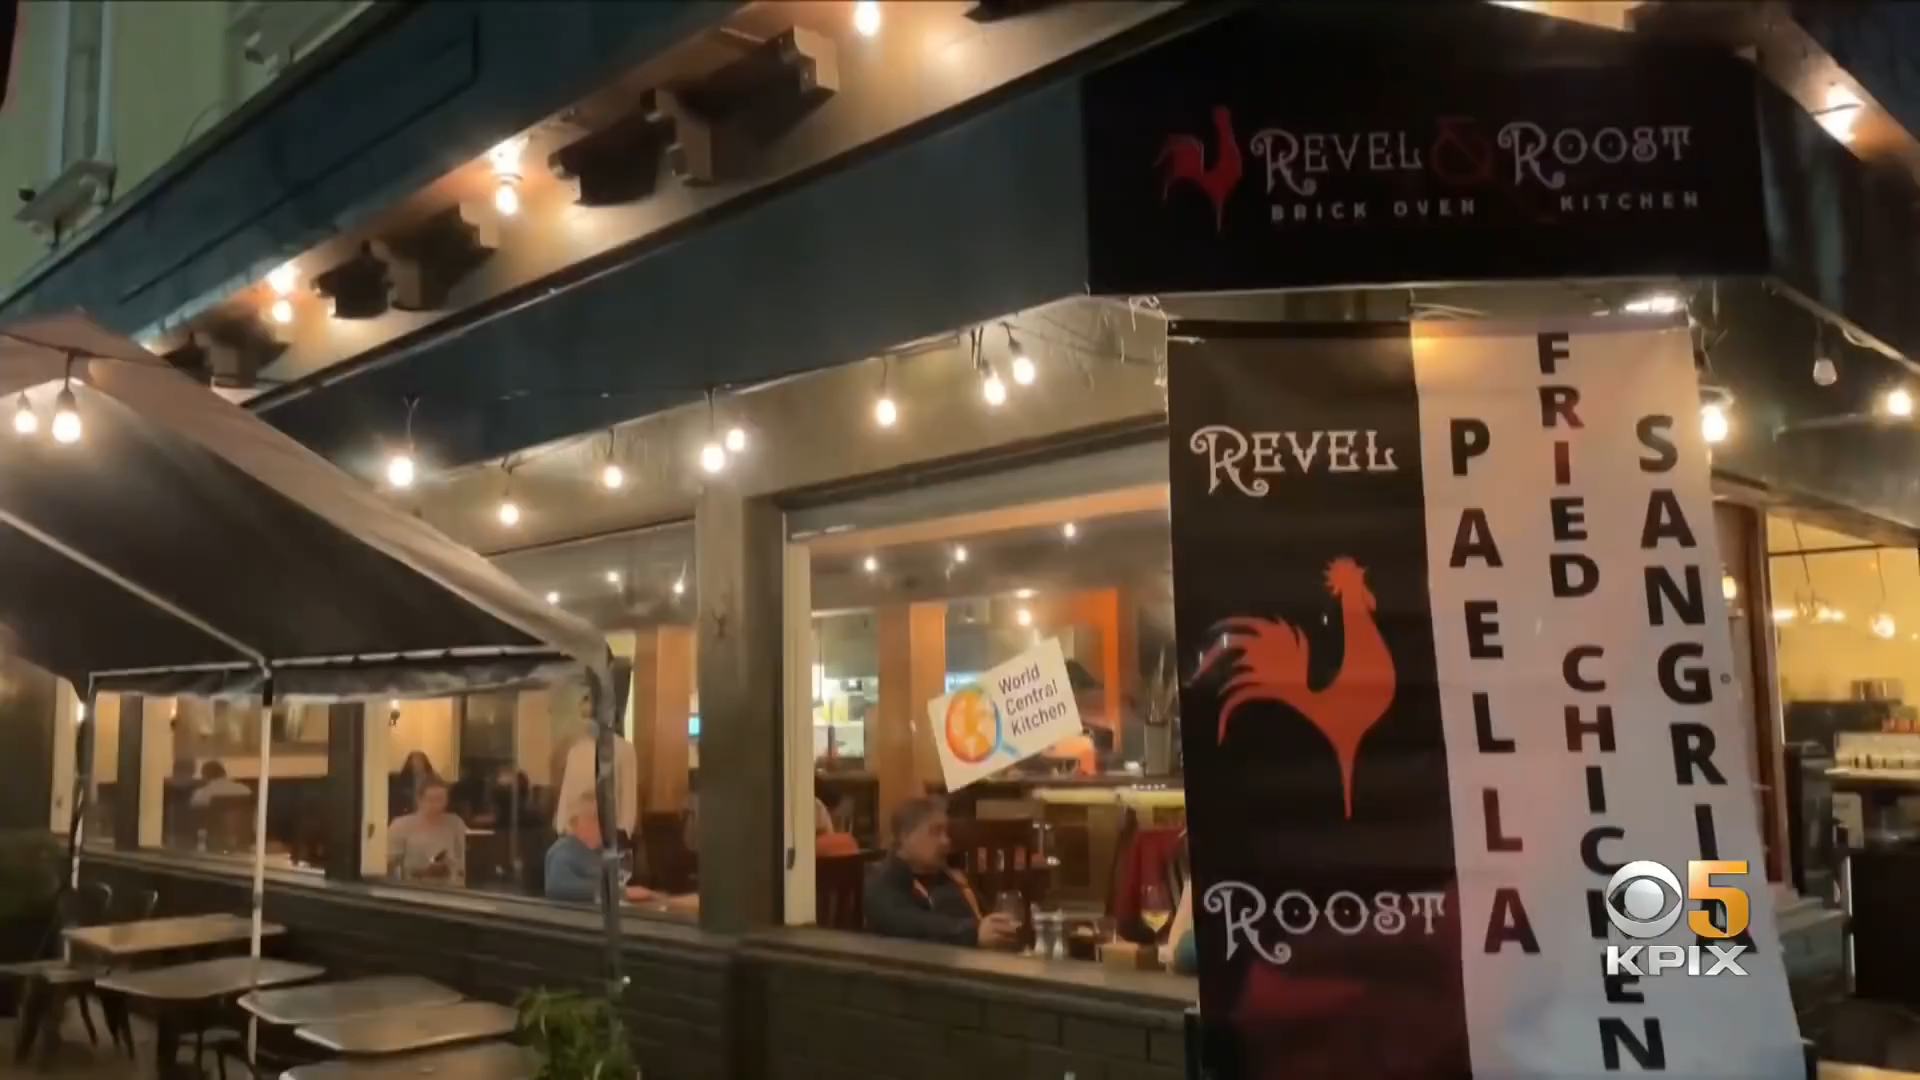 REVEL & ROOST
BRICK OVEN KITCHEN
REVEL
ROOST
PAELLA
FRIED CHICKEN
SANGRIA
World
Central
Kitchen
5
KPIX